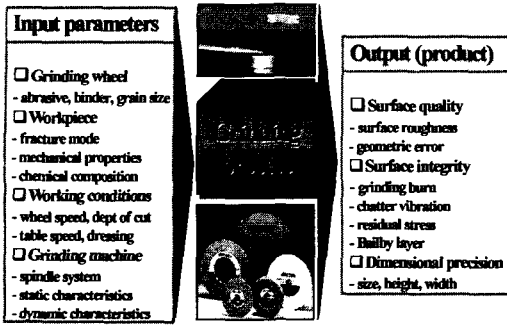 Input parameters
❑ Grinding wheel
- abrasive, binder, grain size
❑ Workpiece
- fracture mode
- mechanical properties
- chemical composition
❑ Working conditions
- wheel speed, dept of cut
- table speed, dressing
❑ Grinding machine
- spindle system
- static characteristics
- dynamic characteristics
Grinding
Output (product)
❑ Surface quality
- surface roughness
- geometric error
❑ Surface integrity
- grinding burn
- chatter vibration
- residual stress
- Bailby layer
❑ Dimensional precision
- size, height, width